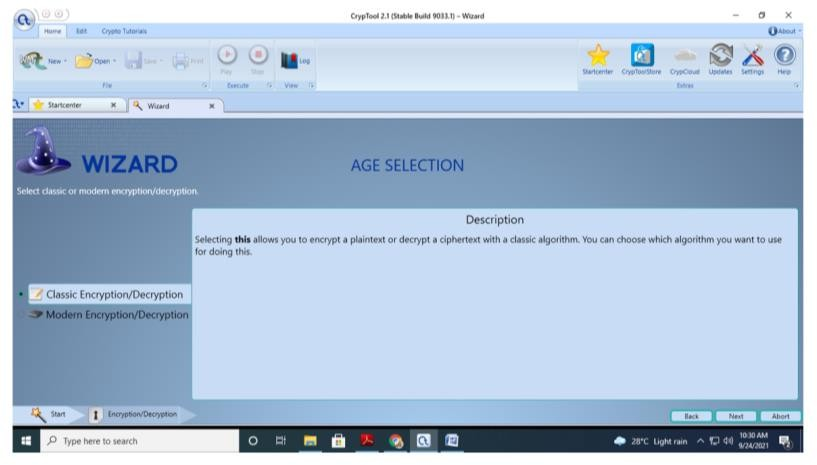 CrypTool 2.1 (Stable Build 9033.1) – Wizard
Home Edit Crypto Tutorials
About
New Open Save Print Play Stop Log
Startcenter CrypToolStore CrypCloud Updates Settings Help
File Execute View Extras
Startcenter Wizard
WIZARD
AGE SELECTION
Select classic or modern encryption/decryption.
Description
Selecting this allows you to encrypt a plaintext or decrypt a ciphertext with a classic algorithm. You can choose which algorithm you want to use
for doing this.
Classic Encryption/Decryption
Modern Encryption/Decryption
Start Encryption/Decryption
Back Next Abort
Type here to search
28°C Light rain
10:30 AM
9/24/2021